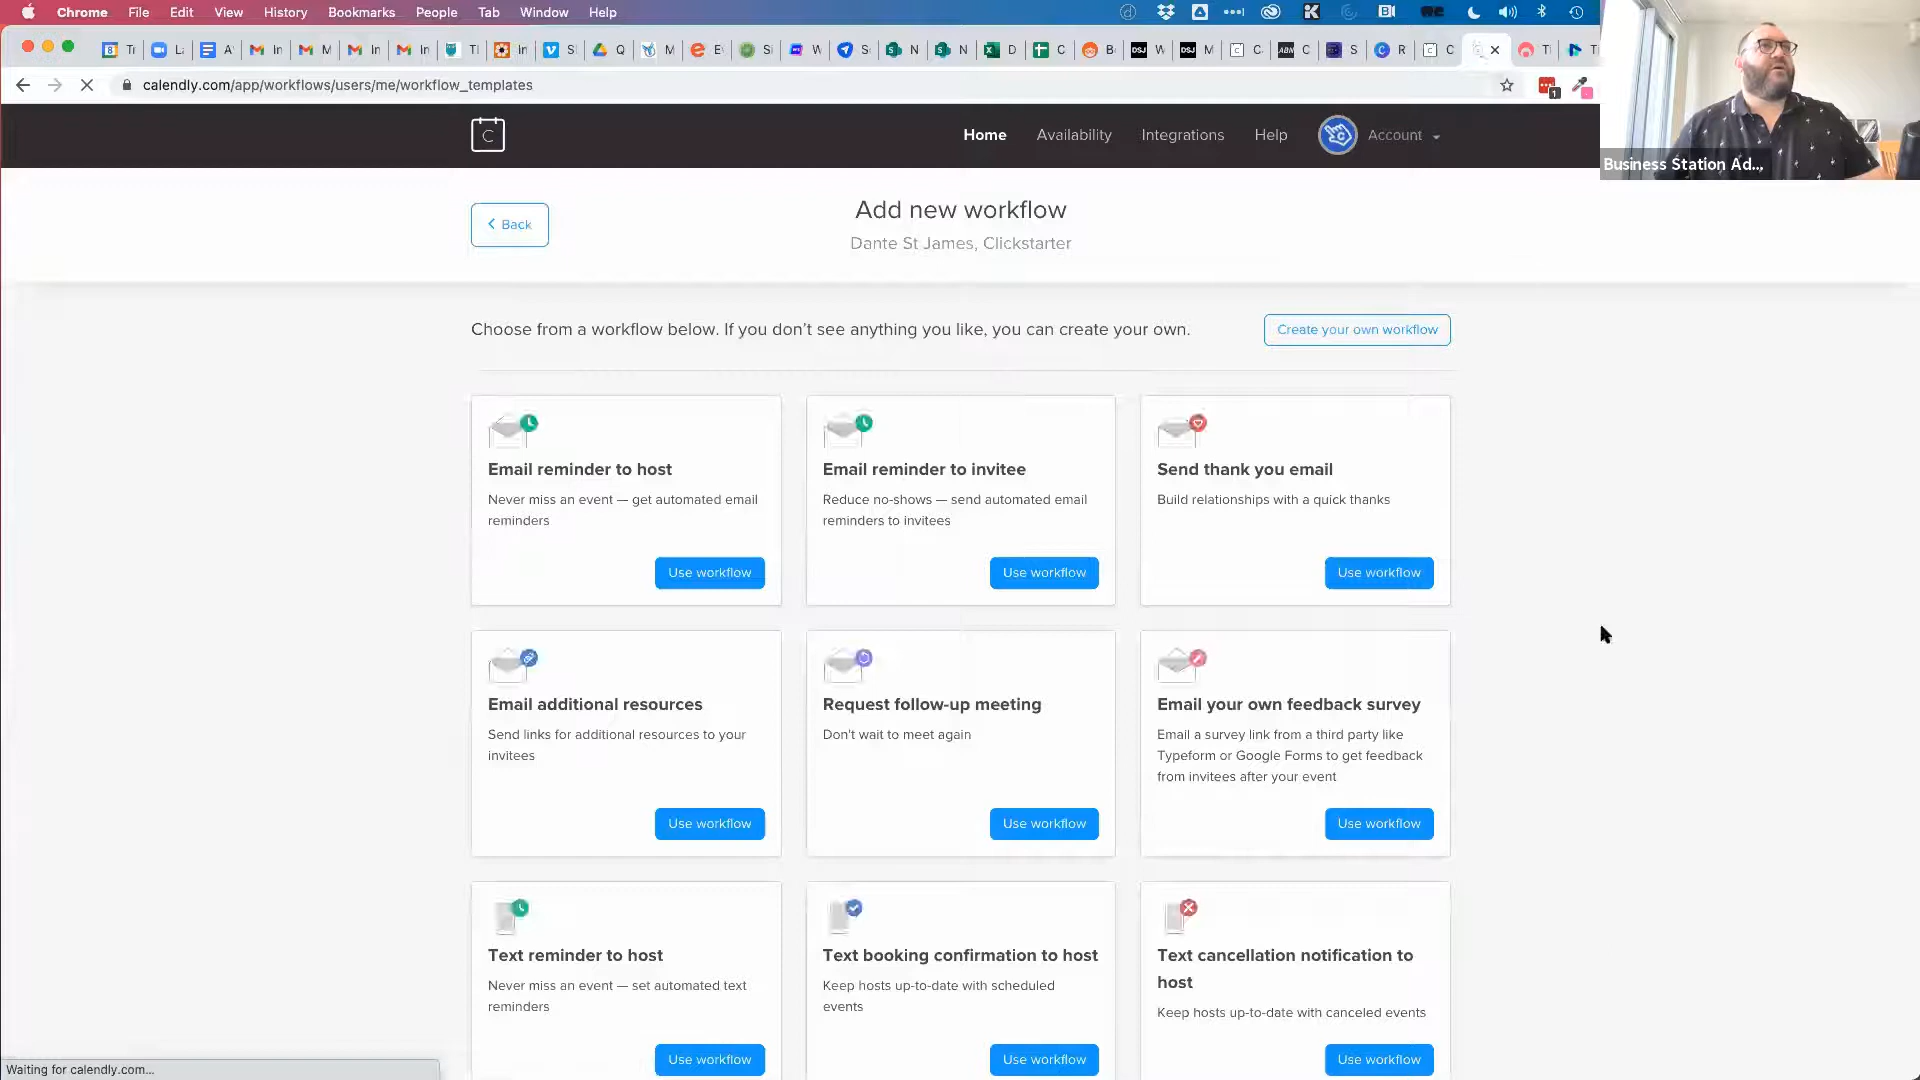 Chrome File Edit View History Bookmarks People Tab Window Help
calendly.com/app/workflows/users/me/workflow_templates
C Home Availability Integrations Help Account
Business Station Ad...
Back
Add new workflow
Dante St James, Clickstarter
Choose from a workflow below. If you don’t see anything you like, you can create your own.
Create your own workflow
Email reminder to host
Never miss an event — get automated email
reminders
Use workflow
Email reminder to invitee
Reduce no-shows — send automated email
reminders to invitees
Use workflow
Send thank you email
Build relationships with a quick thanks
Use workflow
Email additional resources
Send links for additional resources to your
invitees
Use workflow
Request follow-up meeting
Don't wait to meet again
Use workflow
Email your own feedback survey
Email a survey link from a third party like
Typeform or Google Forms to get feedback
from invitees after your event
Use workflow
Text reminder to host
Never miss an event — set automated text
reminders
Use workflow
Text booking confirmation to host
Keep hosts up-to-date with scheduled
events
Use workflow
Text cancellation notification to
host
Keep hosts up-to-date with canceled events
Use workflow
Waiting for calendly.com...